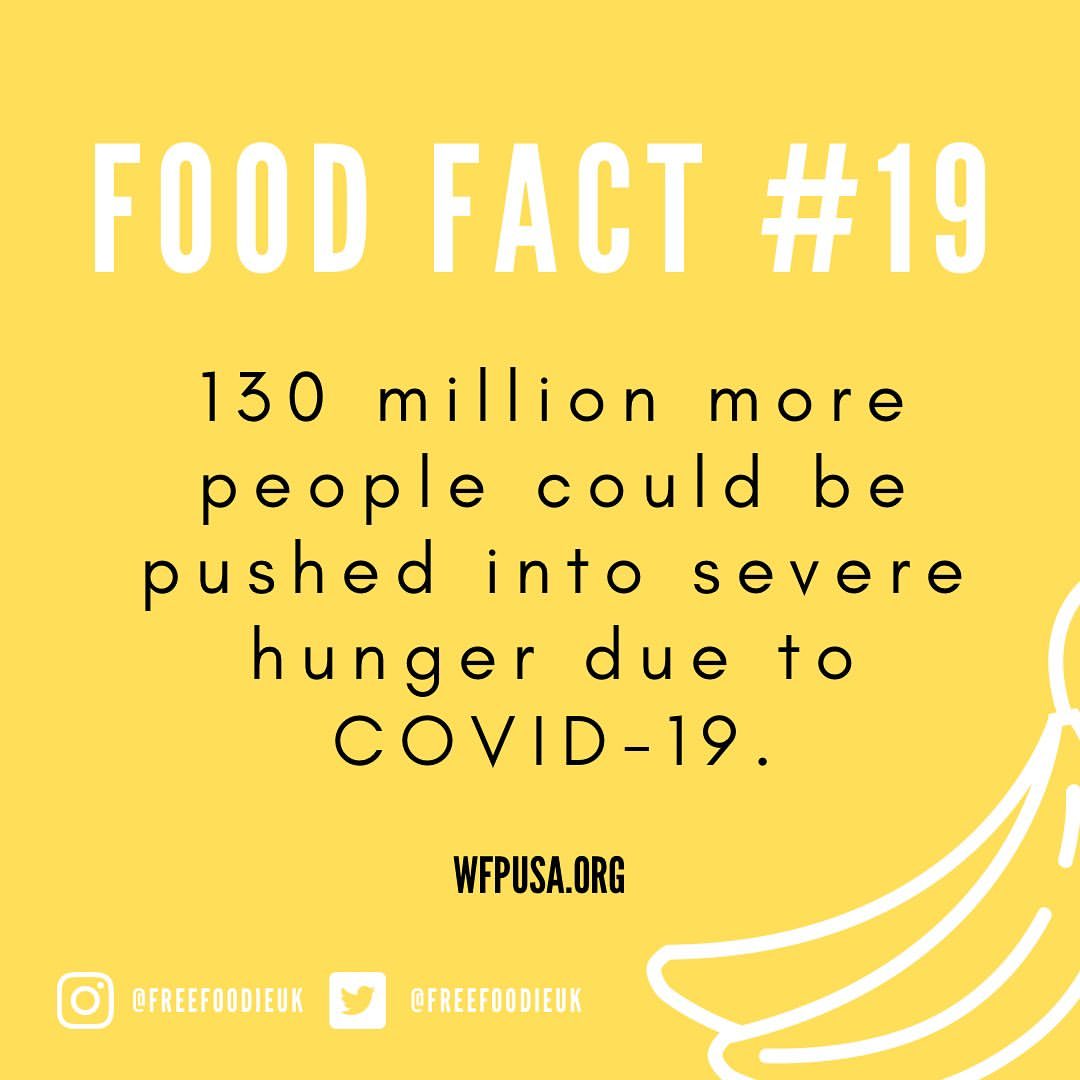 FOOD FACT #19
130 million more
people could be
pushed into severe
hunger due to
COVID-19.
WFPUSA.ORG
@FREEFOODIEUK @FREEFOODIEUK